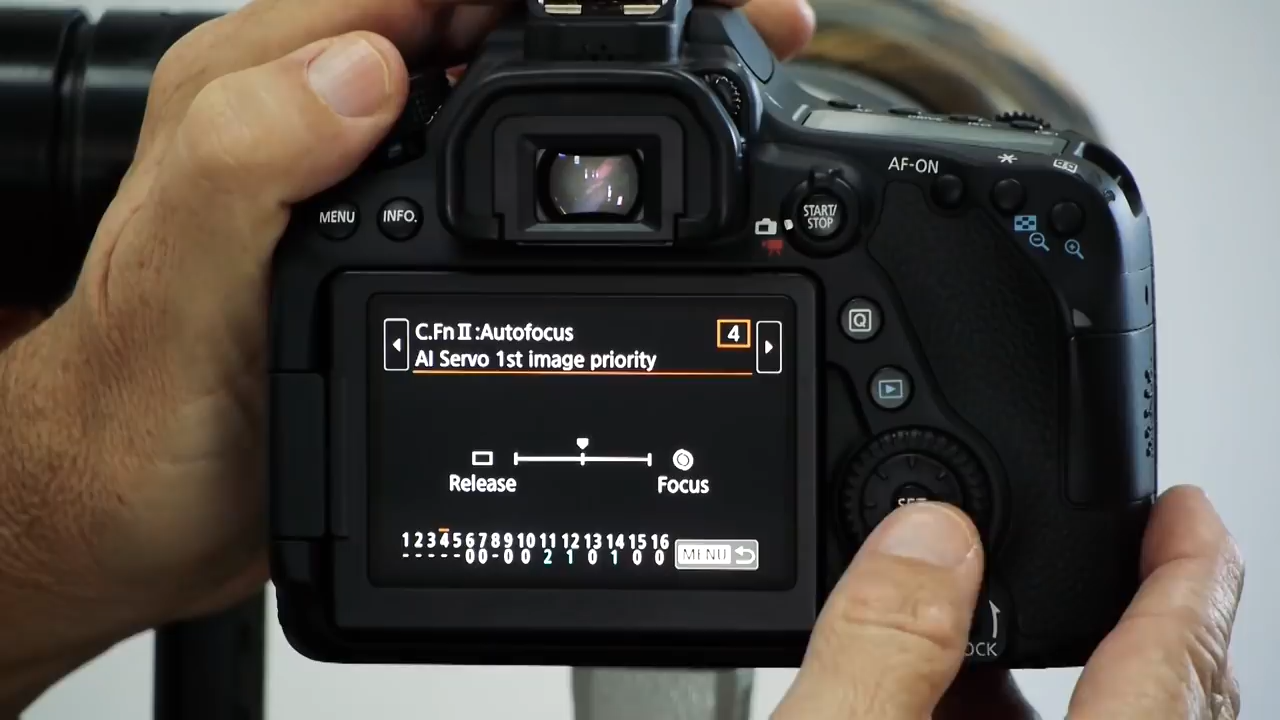 AF-ON
MENU
INFO.
START/
STOP
Q
C.Fn II :Autofocus
4
AI Servo 1st image priority
Release
Focus
1 2 3 4 5 6 7 8 9 10 11 12 13 14 15 16
- - - - - 0 0 - 0 0 2 1 0 1 0 0
MENU